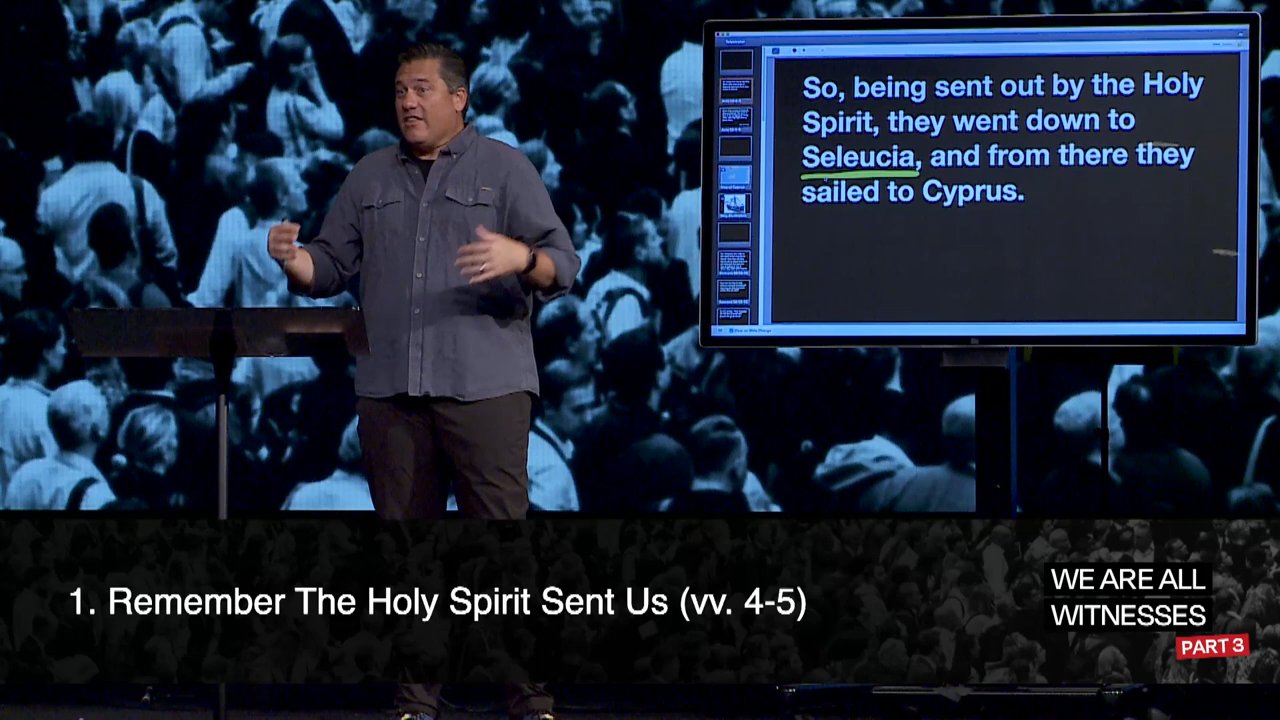 So, being sent out by the Holy
Spirit, they went down to
Seleucia, and from there they
sailed to Cyprus.
1. Remember The Holy Spirit Sent Us (vv. 4-5)
WE ARE ALL
WITNESSES
PART 3